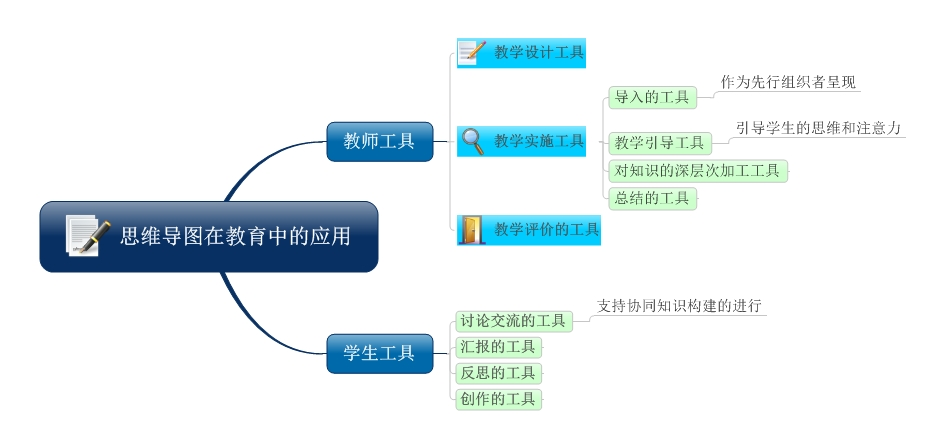 思维导图在教育中的应用
教师工具
教学设计工具
教学实施工具
导入的工具
作为先行组织者呈现
教学引导工具
引导学生的思维和注意力
对知识的深层次加工工具
总结的工具
教学评价的工具
学生工具
讨论交流的工具
支持协同知识构建的进行
汇报的工具
反思的工具
创作的工具